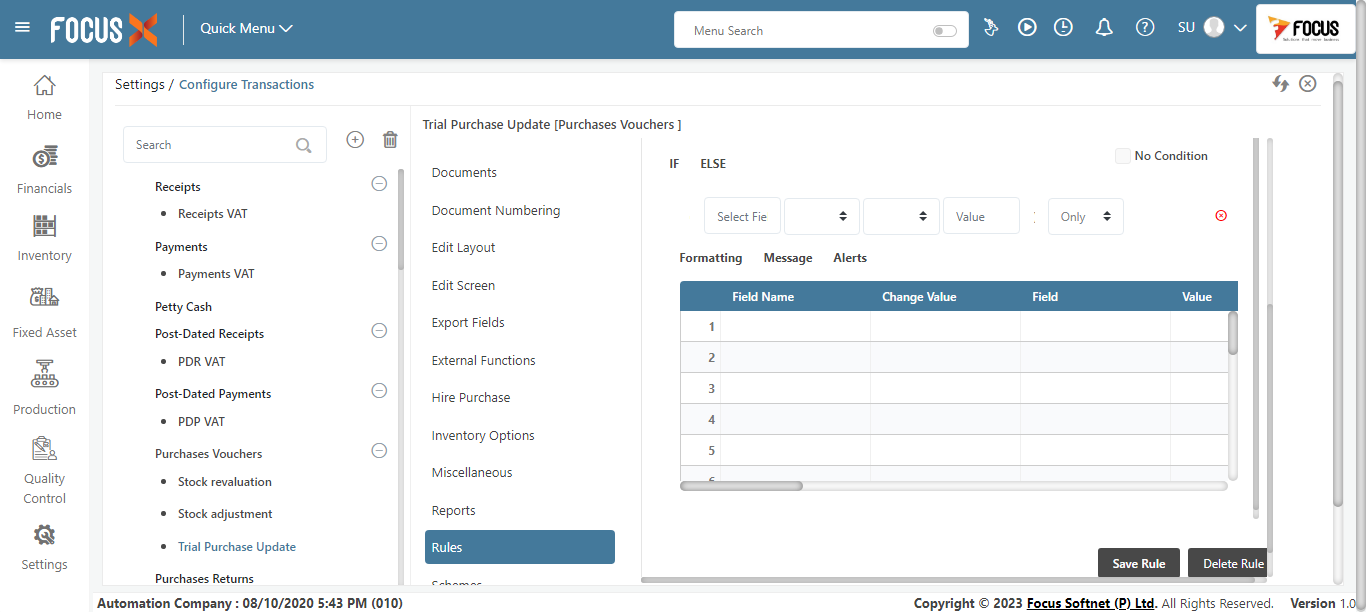 FOCUS X
Quick Menu
Menu Search
SU
FOCUS
Home
Financials
Inventory
Fixed Asset
Production
Quality
Control
Settings
Settings / Configure Transactions
Search
Receipts
Receipts VAT
Payments
Payments VAT
Petty Cash
Post-Dated Receipts
PDR VAT
Post-Dated Payments
PDP VAT
Purchases Vouchers
Stock revaluation
Stock adjustment
Trial Purchase Update
Purchases Returns
Trial Purchase Update [Purchases Vouchers ]
Documents
Document Numbering
Edit Layout
Edit Screen
Export Fields
External Functions
Hire Purchase
Inventory Options
Miscellaneous
Reports
Rules
Schemes
IF ELSE
No Condition
Select Fie Value Only
Formatting Message Alerts
Field Name Change Value Field Value
1
2
3
4
5
6
Save Rule Delete Rule
Automation Company : 08/10/2020 5:43 PM (010)
Copyright © 2023 Focus Softnet (P) Ltd. All Rights Reserved. Version 1.0